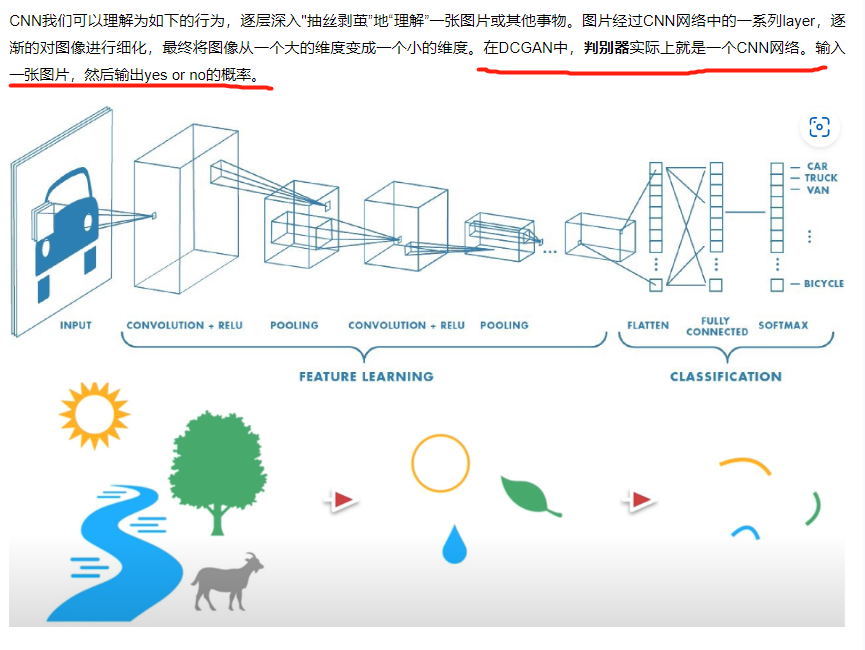 CNN我们可以理解为如下的行为，逐层深入"抽丝剥茧”地“理解”一张图片或其他事物。图片经过CNN网络中的一系列layer，逐
渐的对图像进行细化，最终将图像从一个大的维度变成一个小的维度。在DCGAN中，判别器实际上就是一个CNN网络。输入
一张图片，然后输出yes or no的概率。
CAR
TRUCK
VAN
BICYCLE
INPUT
CONVOLUTION + RELU
POOLING
CONVOLUTION + RELU
POOLING
FLATTEN
FULLY
CONNECTED
SOFTMAX
FEATURE LEARNING
CLASSIFICATION